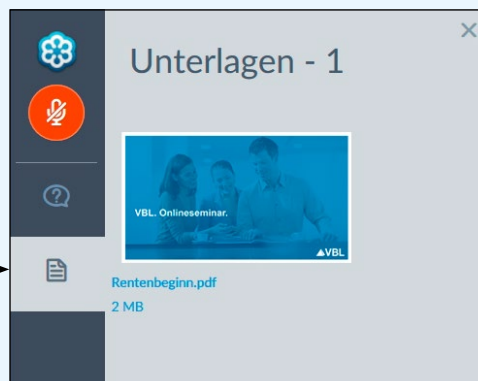 Unterlagen - 1
VBL. Onlineseminar.
VBL
Rentenbeginn.pdf
2 MB